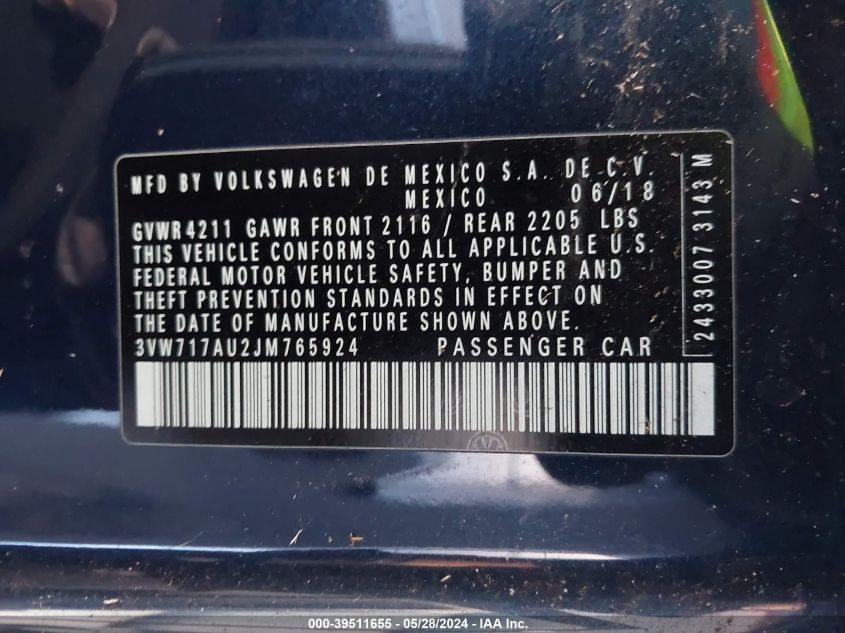 MFD BY VOLKSWAGEN DE MEXICO S.A. DE C.V.
MEXICO 06/18
GVWR 4211 GAWR FRONT 2116 / REAR 2205 LBS
THIS VEHICLE CONFORMS TO ALL APPLICABLE U.S.
FEDERAL MOTOR VEHICLE SAFETY, BUMPER AND
THEFT PREVENTION STANDARDS IN EFFECT ON
THE DATE OF MANUFACTURE SHOWN ABOVE.
3VW717AU2JM765924 PASSENGER CAR
2433007 3143 M
000-39511655 - 05/28/2024 - IAA Inc.